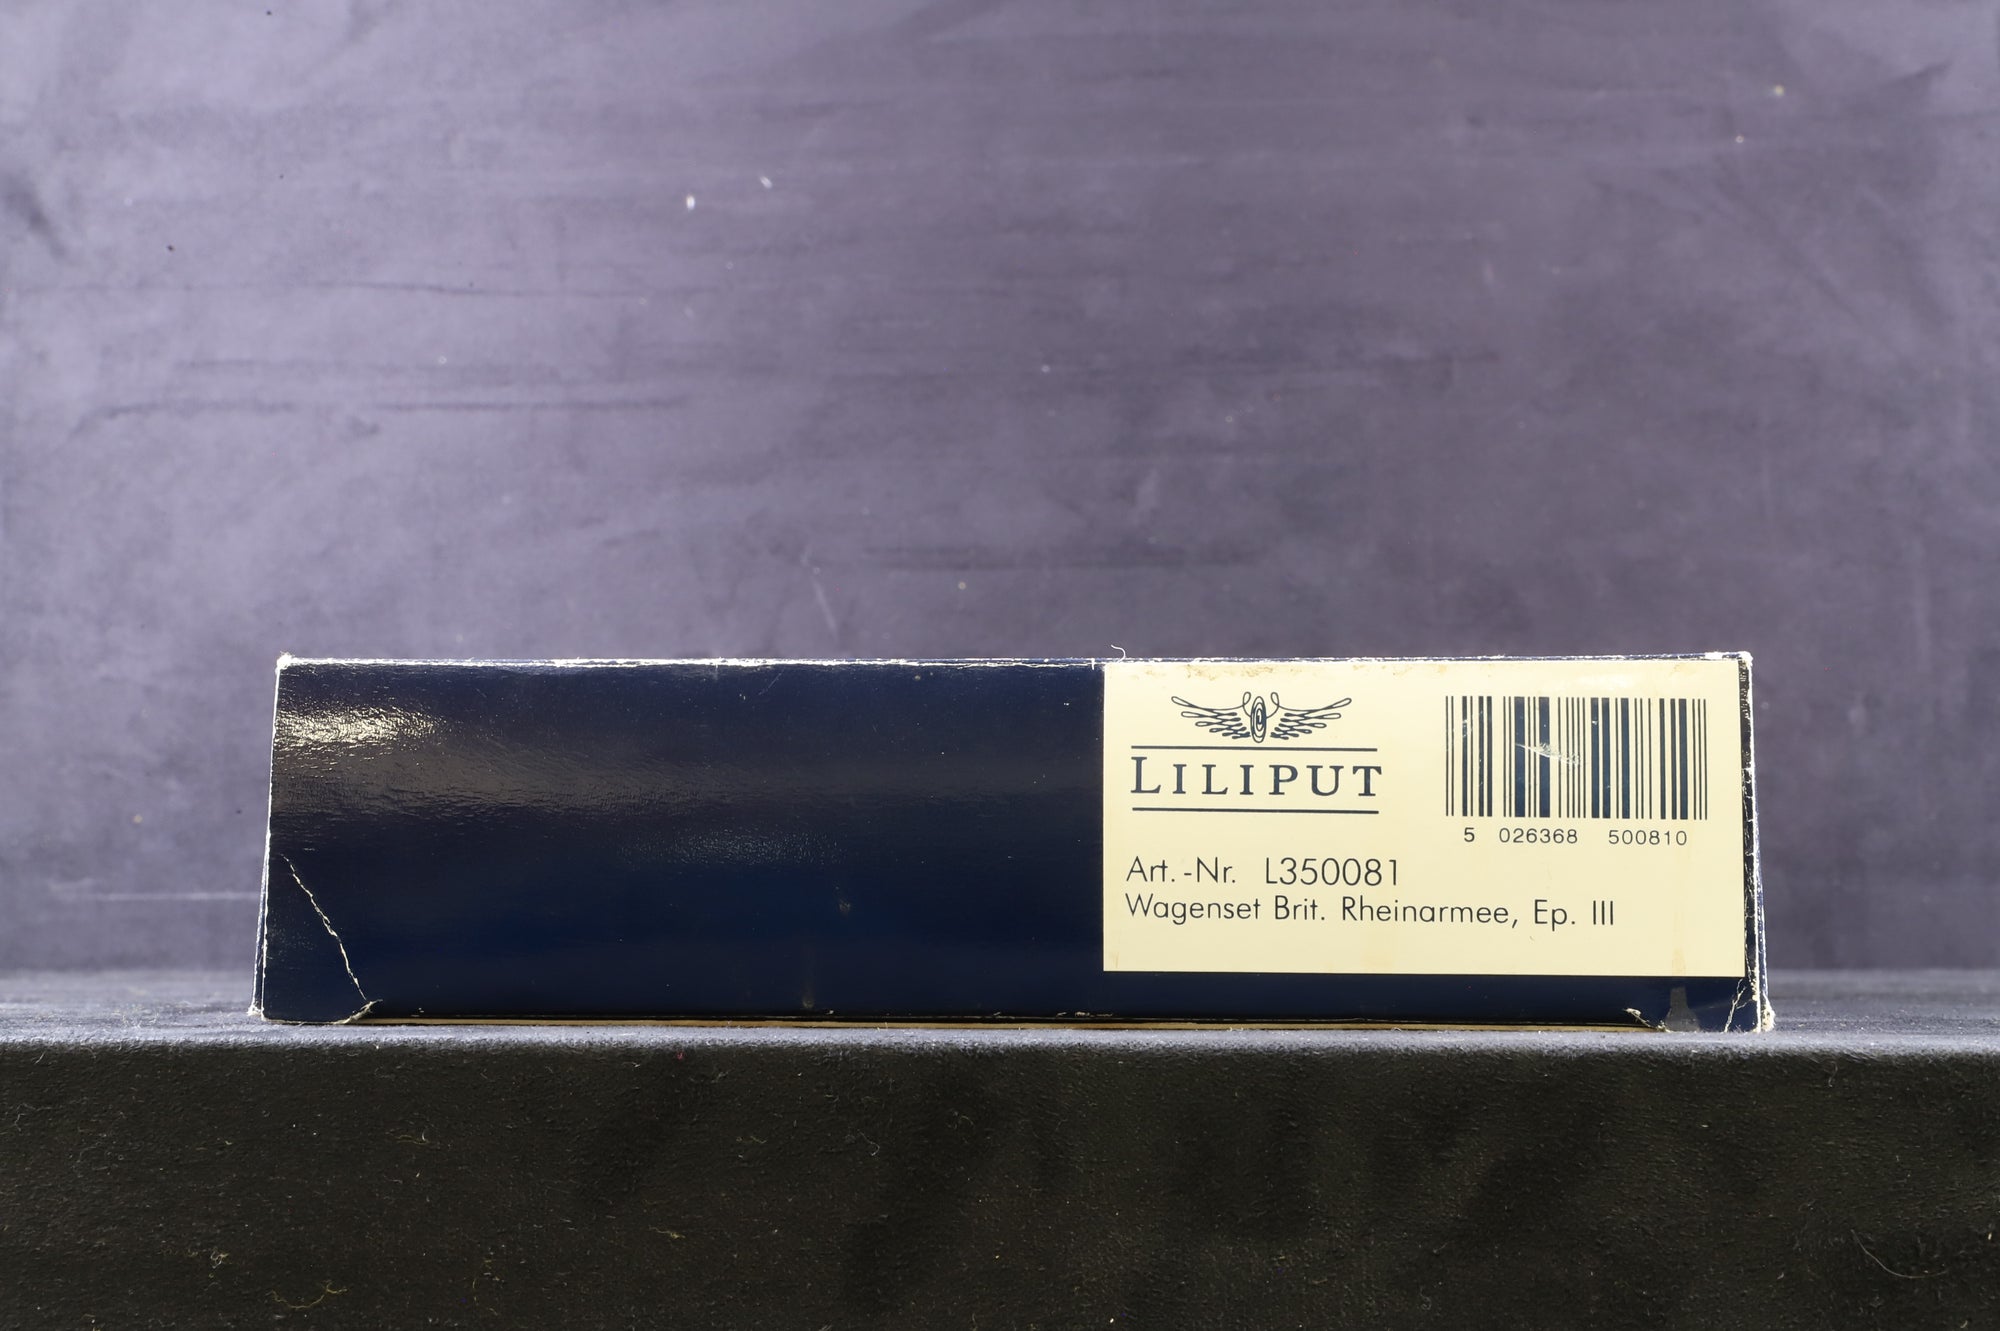 LILIPUT
5 026368 500810
Art.-Nr. L350081
Wagenset Brit. Rheinarmee, Ep. III